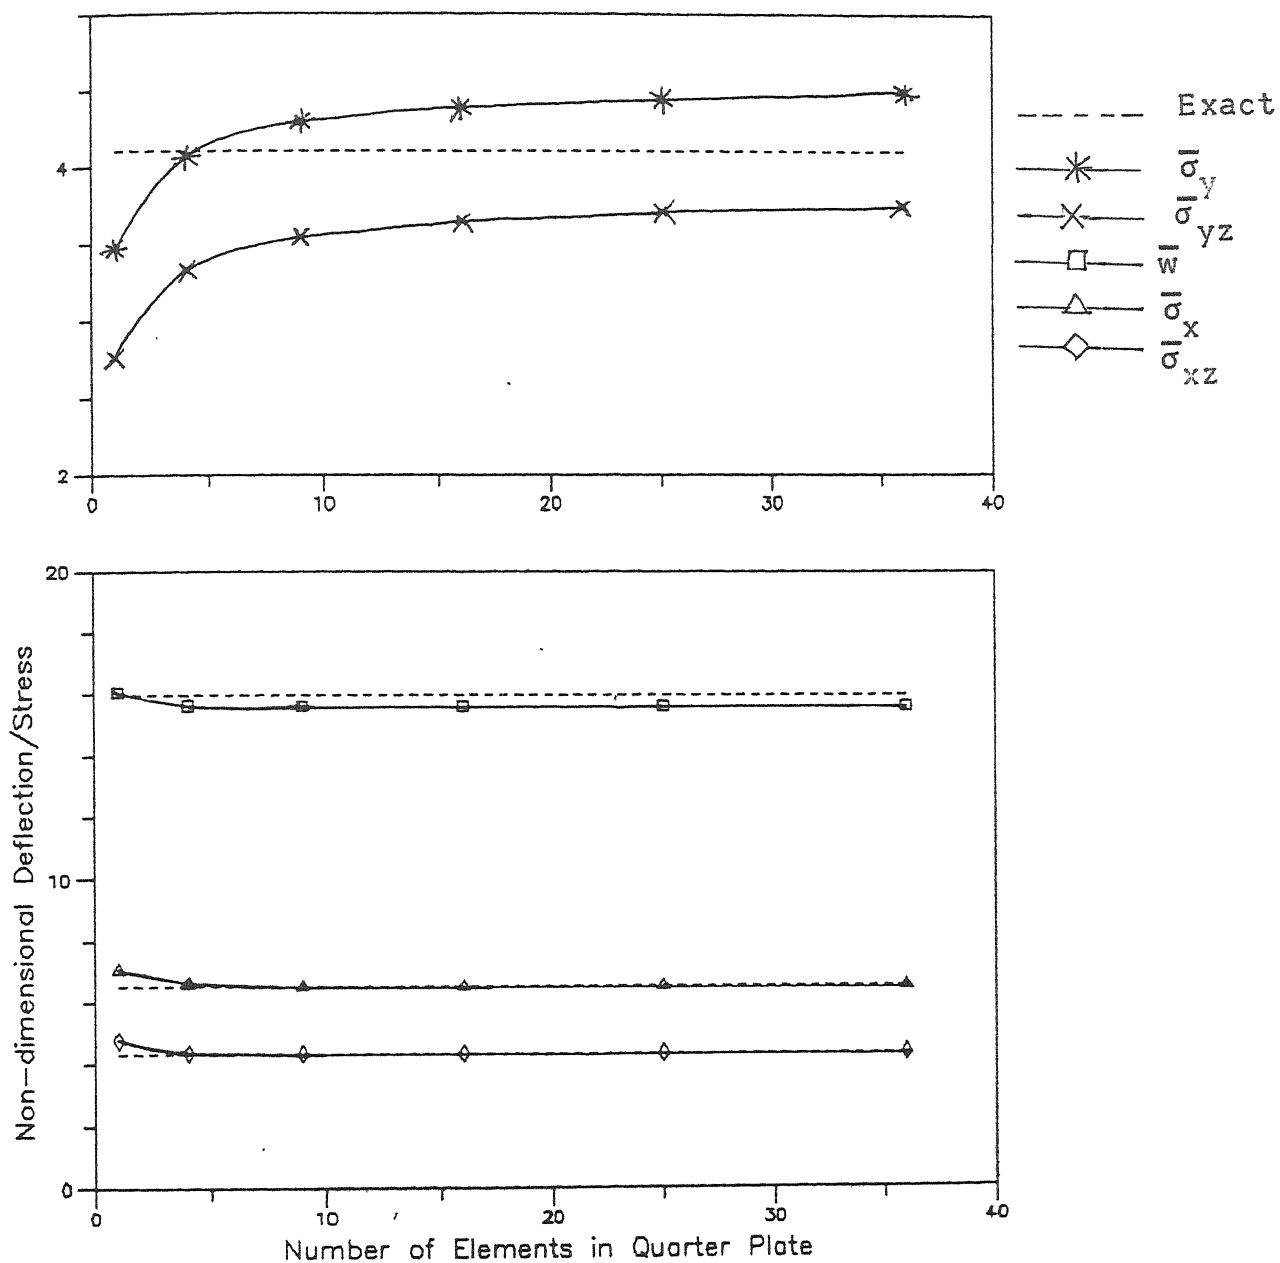 Exact
σ̄y
σ̄yz
w̄
σ̄x
σ̄xz
4
2
0 10 20 30 40
20
10
0
Non-dimensional Deflection/Stress
0 10 20 30 40
Number of Elements in Quarter Plate